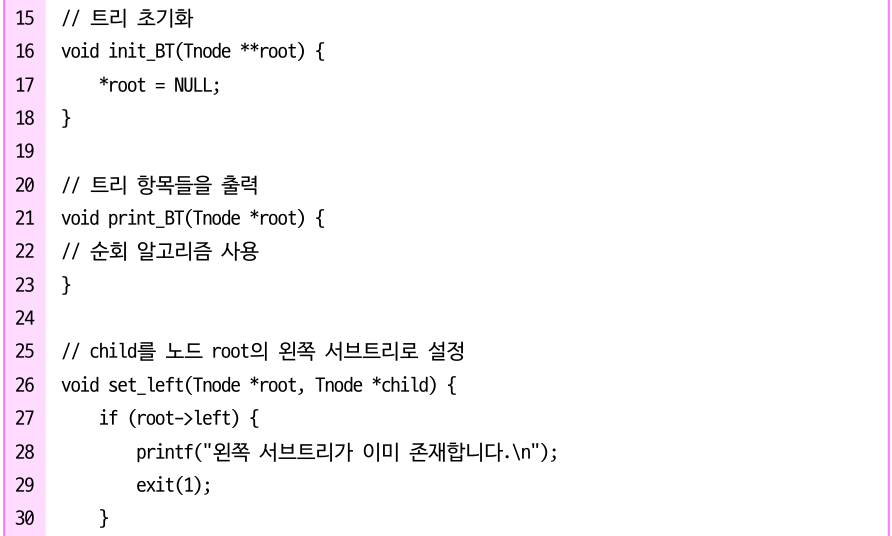 15 // 트리 초기화
16 void init_BT(Tnode **root) {
17     *root = NULL;
18 }
19
20 // 트리 항목들을 출력
21 void print_BT(Tnode *root) {
22 // 순회 알고리즘 사용
23 }
24
25 // child를 노드 root의 왼쪽 서브트리로 설정
26 void set_left(Tnode *root, Tnode *child) {
27     if (root->left) {
28         printf("왼쪽 서브트리가 이미 존재합니다.\n");
29         exit(1);
30     }